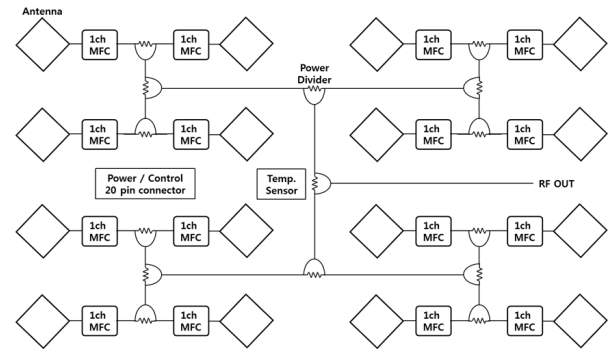 Antenna
1ch
MFC
1ch
MFC
1ch
MFC
1ch
MFC
Power
Divider
1ch
MFC
1ch
MFC
1ch
MFC
1ch
MFC
Power / Control
20 pin connector
Temp.
Sensor
RF OUT
1ch
MFC
1ch
MFC
1ch
MFC
1ch
MFC
1ch
MFC
1ch
MFC
1ch
MFC
1ch
MFC